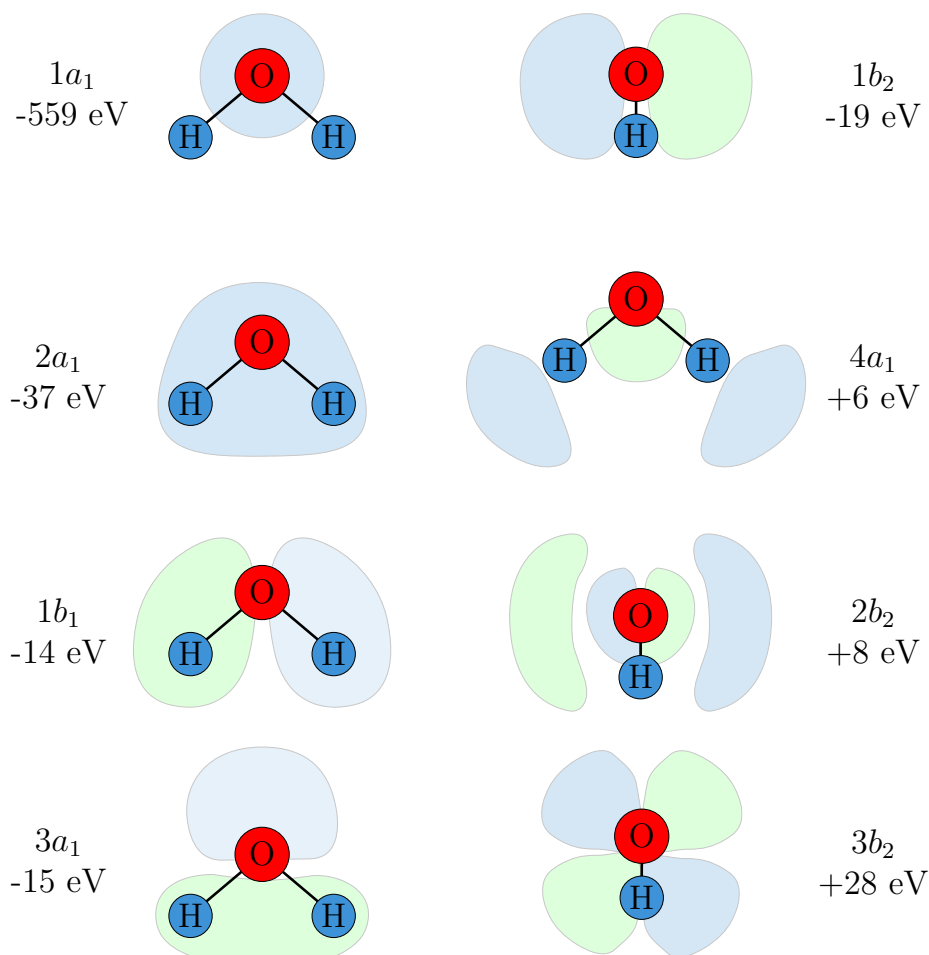 1a₁
-559 eV
O
H H
O
H
1b₂
-19 eV
2a₁
-37 eV
O
H H
O
H H
4a₁
+6 eV
1b₁
-14 eV
O
H H
O
H
2b₂
+8 eV
3a₁
-15 eV
O
H H
O
H
3b₂
+28 eV